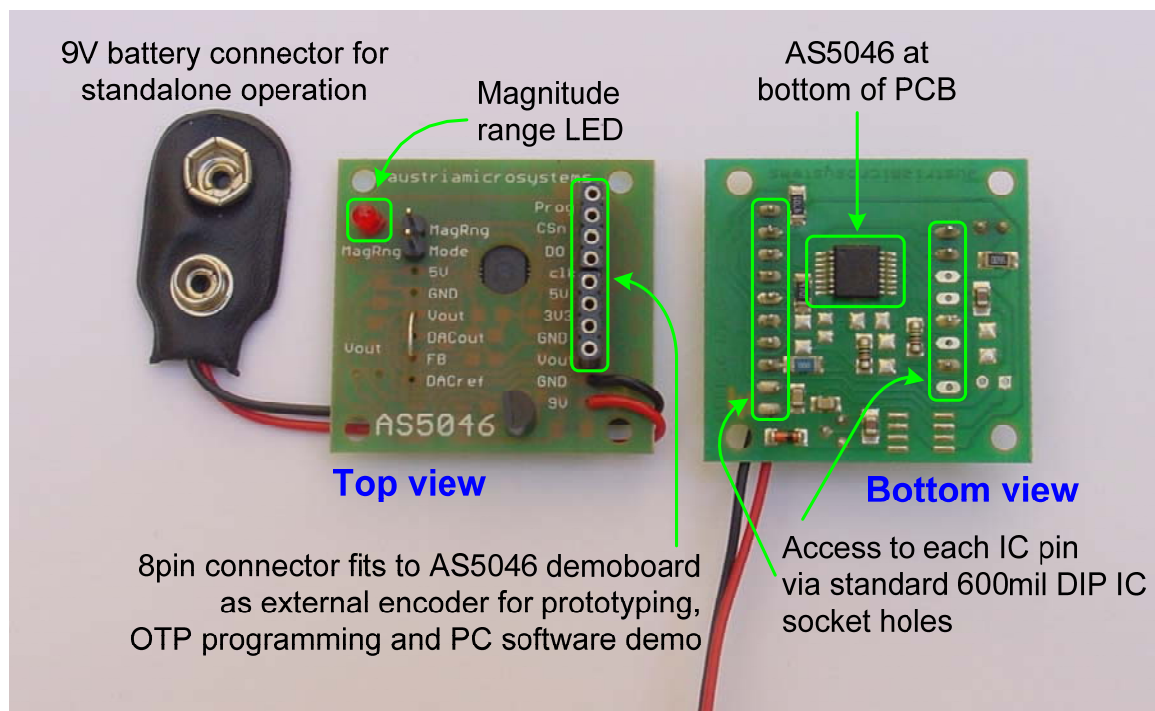 9V battery connector for
standalone operation
Magnitude
range LED
AS5046 at
bottom of PCB
austriamicrosystems
Prog
CSn
DO
clk
5V
3V3
GND
Vout
GND
9V
MagRng
MagRng
Mode
5V
GND
Vout
DACout
FB
DACref
Vout
AS5046
austriamicrosystems
Top view
Bottom view
8pin connector fits to AS5046 demoboard
as external encoder for prototyping,
OTP programming and PC software demo
Access to each IC pin
via standard 600mil DIP IC
socket holes